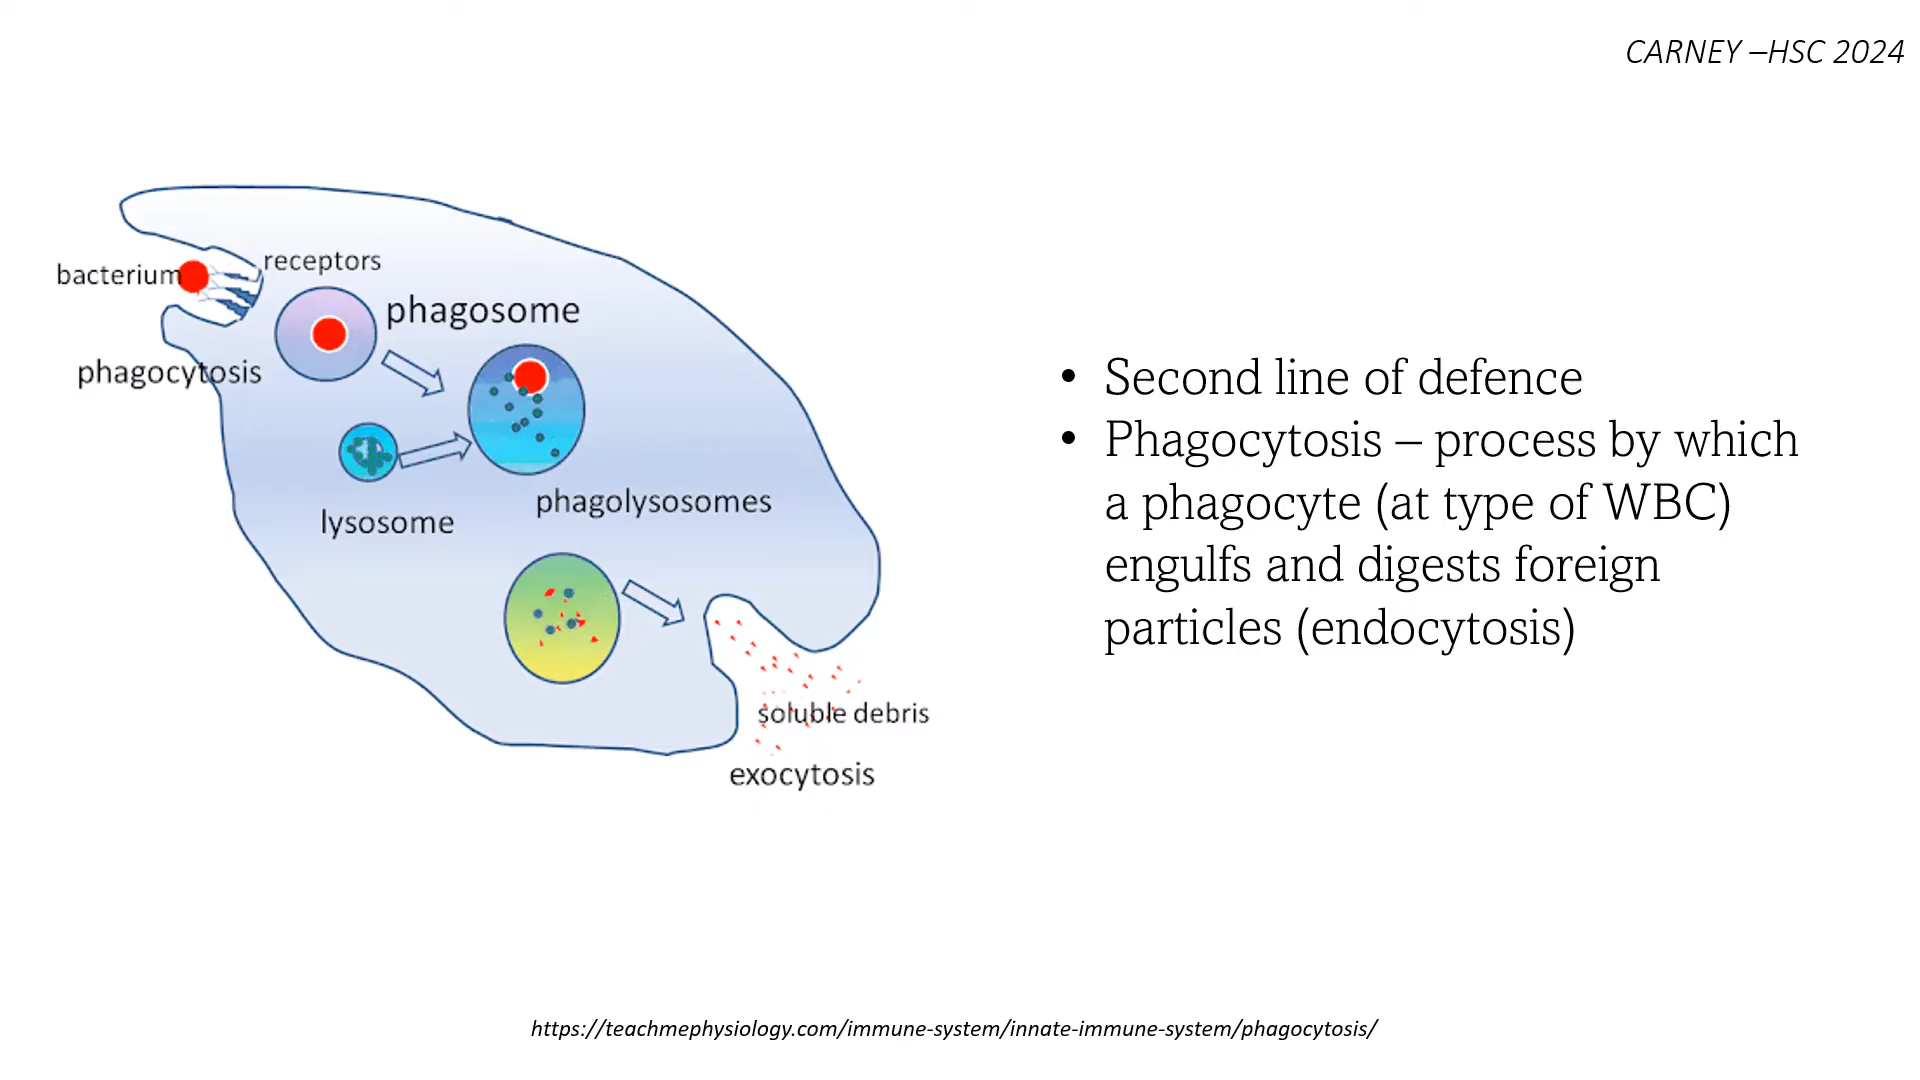 CARNEY –HSC 2024
bacterium
receptors
phagosome
phagocytosis
lysosome
phagolysosomes
soluble debris
exocytosis
• Second line of defence
• Phagocytosis – process by which
a phagocyte (at type of WBC)
engulfs and digests foreign
particles (endocytosis)
https://teachmephysiology.com/immune-system/innate-immune-system/phagocytosis/